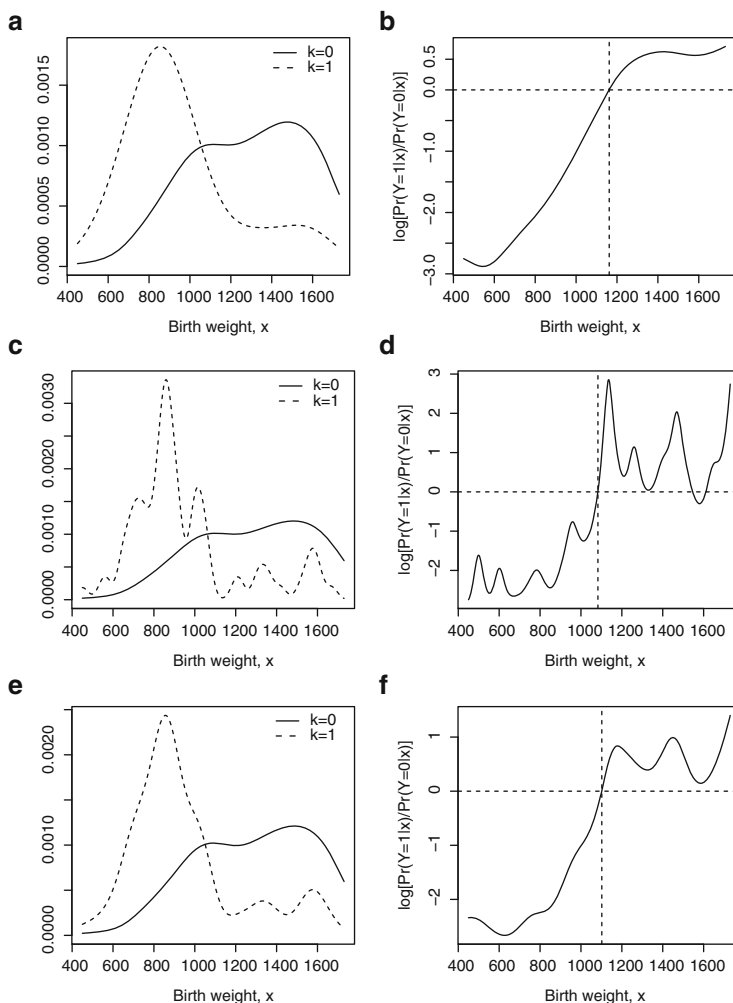 a
k=0
k=1
0.0015
0.0010
0.0005
0.0000
400 600 800 1000 1200 1400 1600
Birth weight, x
b
log[Pr(Y=1|x)/Pr(Y=0|x)]
0.5
0.0
−1.0
−2.0
−3.0
400 600 800 1000 1200 1400 1600
Birth weight, x
c
k=0
k=1
0.0030
0.0020
0.0010
0.0000
400 600 800 1000 1200 1400 1600
Birth weight, x
d
log[Pr(Y=1|x)/Pr(Y=0|x)]
3
2
1
0
−1
−2
400 600 800 1000 1200 1400 1600
Birth weight, x
e
k=0
k=1
0.0020
0.0010
0.0000
400 600 800 1000 1200 1400 1600
Birth weight, x
f
log[Pr(Y=1|x)/Pr(Y=0|x)]
1
0
−2
400 600 800 1000 1200 1400 1600
Birth weight, x